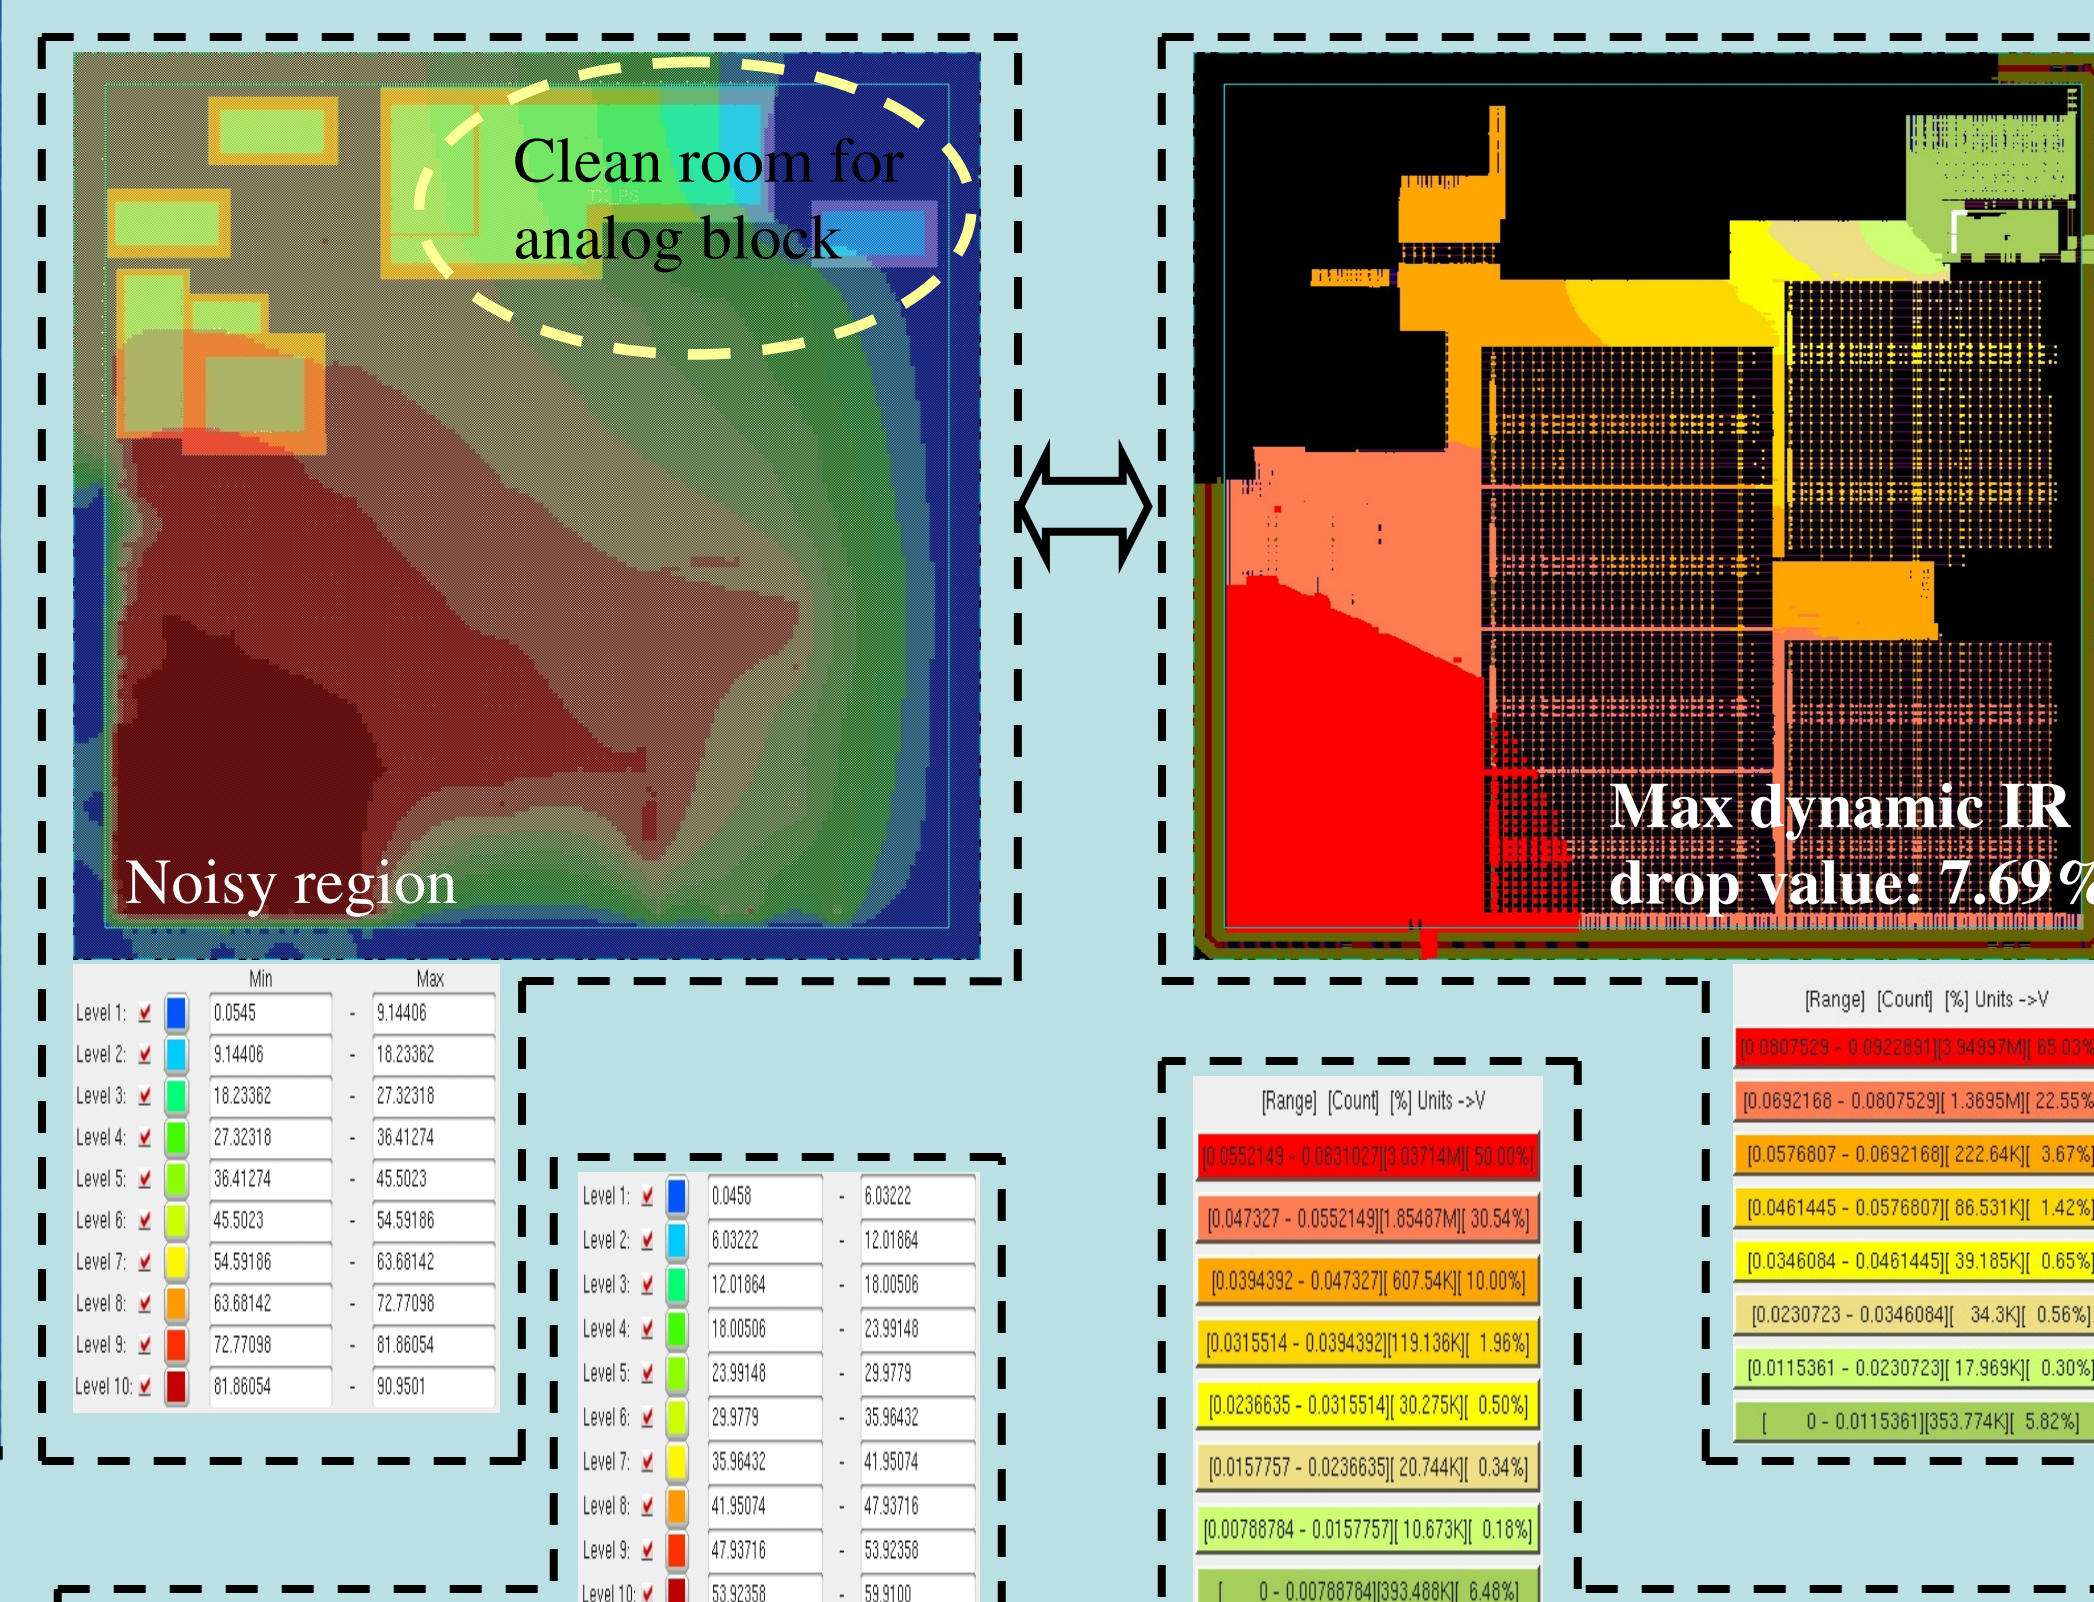 Clean room for
analog block
Noisy region
Max dynamic IR
drop value: 7.69%
Min Max
Level 1: 0.0545 - 9.14406
Level 2: 9.14406 - 18.23362
Level 3: 18.23362 - 27.32318
Level 4: 27.32318 - 36.41274
Level 5: 36.41274 - 45.5023
Level 6: 45.5023 - 54.59186
Level 7: 54.59186 - 63.68142
Level 8: 63.68142 - 72.77098
Level 9: 72.77098 - 81.86054
Level 10: 81.86054 - 90.9501
Level 1: 0.0458 - 6.03222
Level 2: 6.03222 - 12.01864
Level 3: 12.01864 - 18.00506
Level 4: 18.00506 - 23.99148
Level 5: 23.99148 - 29.9779
Level 6: 29.9779 - 35.96432
Level 7: 35.96432 - 41.95074
Level 8: 41.95074 - 47.93716
Level 9: 47.93716 - 53.92358
Level 10: 53.92358 - 59.9100
[Range] [Count] [%] Units ->V
[0.0552149 - 0.0631027][3.03714M][ 50.00%]
[0.047327 - 0.0552149][1.85487M][ 30.54%]
[0.0394392 - 0.047327][ 607.54K][ 10.00%]
[0.0315514 - 0.0394392][119.136K][ 1.96%]
[0.0236635 - 0.0315514][ 30.275K][ 0.50%]
[0.0157757 - 0.0236635][ 20.744K][ 0.34%]
[0.00788784 - 0.0157757][ 10.673K][ 0.18%]
[ 0 - 0.00788784][393.488K][ 6.48%]
[Range] [Count] [%] Units ->V
[0.0807529 - 0.0922891][3.94997M][ 65.03%
[0.0692168 - 0.0807529][ 1.3695M][ 22.55%
[0.0576807 - 0.0692168][ 222.64K][ 3.67%]
[0.0461445 - 0.0576807][ 86.531K][ 1.42%]
[0.0346084 - 0.0461445][ 39.185K][ 0.65%]
[0.0230723 - 0.0346084][ 34.3K][ 0.56%]
[0.0115361 - 0.0230723][ 17.969K][ 0.30%]
[ 0 - 0.0115361][353.774K][ 5.82%]